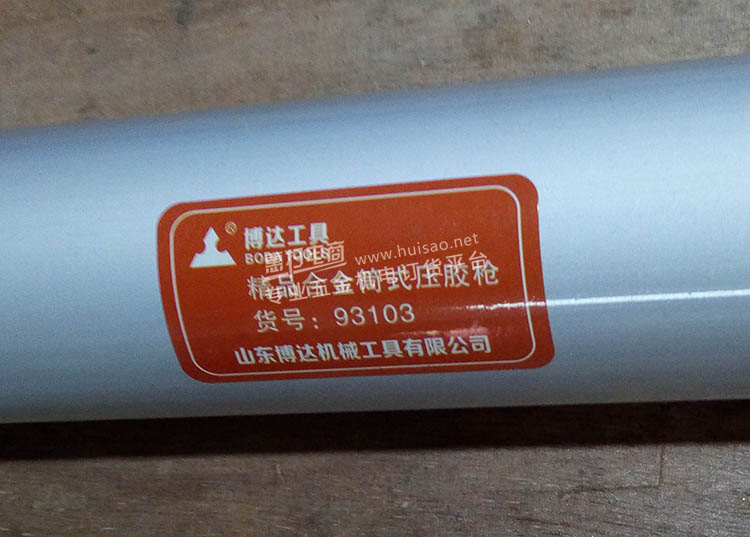 博达工具
BODA TOOLS
www.huisao.net
精品合金筒式压胶枪
货号：93103
山东博达机械工具有限公司